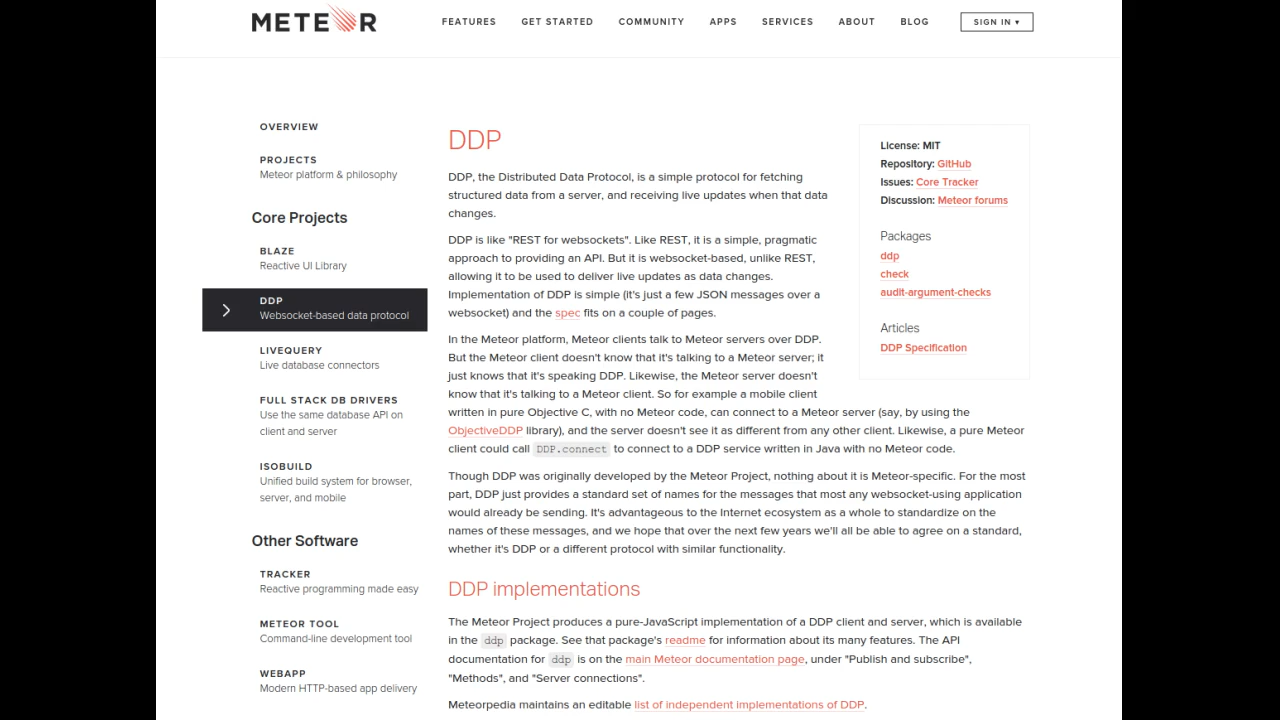 METEOR
FEATURES GET STARTED COMMUNITY APPS SERVICES ABOUT BLOG SIGN IN ▾
OVERVIEW
PROJECTS
Meteor platform & philosophy
Core Projects
BLAZE
Reactive UI Library
DDP
Websocket-based data protocol
LIVEQUERY
Live database connectors
FULL STACK DB DRIVERS
Use the same database API on
client and server
ISOBUILD
Unified build system for browser,
server, and mobile
Other Software
TRACKER
Reactive programming made easy
METEOR TOOL
Command-line development tool
WEBAPP
Modern HTTP-based app delivery
DDP
DDP, the Distributed Data Protocol, is a simple protocol for fetching
structured data from a server, and receiving live updates when that data
changes.
DDP is like "REST for websockets". Like REST, it is a simple, pragmatic
approach to providing an API. But it is websocket-based, unlike REST,
allowing it to be used to deliver live updates as data changes.
Implementation of DDP is simple (it's just a few JSON messages over a
websocket) and the spec fits on a couple of pages.
In the Meteor platform, Meteor clients talk to Meteor servers over DDP.
But the Meteor client doesn't know that it's talking to a Meteor server; it
just knows that it's speaking DDP. Likewise, the Meteor server doesn't
know that it's talking to a Meteor client. So for example a mobile client
written in pure Objective C, with no Meteor code, can connect to a Meteor server (say, by using the
ObjectiveDDP library), and the server doesn't see it as different from any other client. Likewise, a pure Meteor
client could call DDP.connect to connect to a DDP service written in Java with no Meteor code.
Though DDP was originally developed by the Meteor Project, nothing about it is Meteor-specific. For the most
part, DDP just provides a standard set of names for the messages that most any websocket-using application
would already be sending. It's advantageous to the Internet ecosystem as a whole to standardize on the
names of these messages, and we hope that over the next few years we'll all be able to agree on a standard,
whether it's DDP or a different protocol with similar functionality.
DDP implementations
The Meteor Project produces a pure-JavaScript implementation of a DDP client and server, which is available
in the ddp package. See that package's readme for information about its many features. The API
documentation for ddp is on the main Meteor documentation page, under "Publish and subscribe",
"Methods", and "Server connections".
Meteorpedia maintains an editable list of independent implementations of DDP.
License: MIT
Repository: GitHub
Issues: Core Tracker
Discussion: Meteor forums
Packages
ddp
check
audit-argument-checks
Articles
DDP Specification